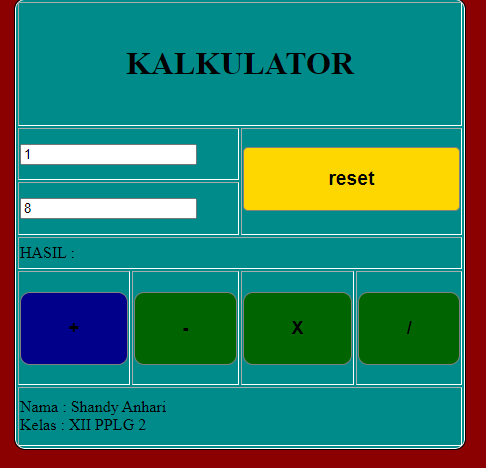 KALKULATOR
1
reset
8
HASIL :
+ - X /
Nama : Shandy Anhari
Kelas : XII PPLG 2